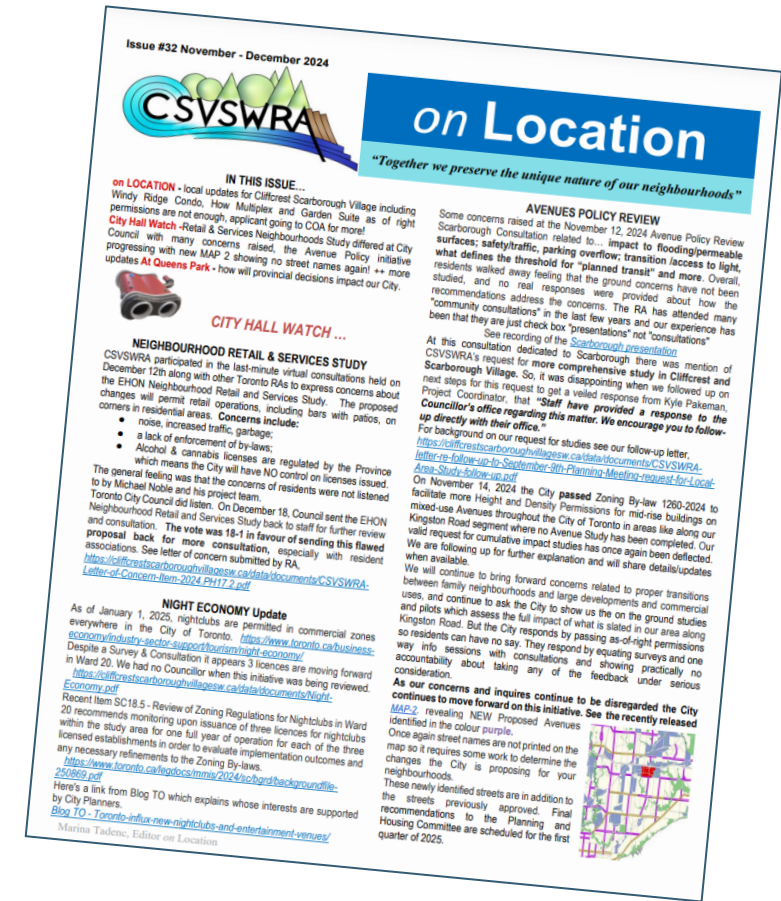 Issue #32 November - December 2024
CSVSWRA
on Location
“Together we preserve the unique nature of our neighbourhoods”
IN THIS ISSUE…
on LOCATION - local updates for Cliffcrest Scarborough Village including
Windy Ridge Condo, How Multiplex and Garden Suite as of right
permissions are not enough, applicant going to COA for more!
City Hall Watch -Retail & Services Neighbourhoods Study differed at City
Council with many concerns raised, the Avenue Policy initiative
progressing with new MAP 2 showing no street names again! ++ more
updates At Queens Park - how will provincial decisions impact our City.
CITY HALL WATCH …
NEIGHBOURHOOD RETAIL & SERVICES STUDY
CSVSWRA participated in the last-minute virtual consultations held on
December 12th along with other Toronto RAs to express concerns about
the EHON Neighbourhood Retail and Services Study. The proposed
changes will permit retail operations, including bars with patios, on
corners in residential areas. Concerns include:
● noise, increased traffic, garbage;
● a lack of enforcement of by-laws;
● Alcohol & cannabis licenses are regulated by the Province
which means the City will have NO control on licenses issued.
The general feeling was that the concerns of residents were not listened
to by Michael Noble and his project team.
Toronto City Council did listen. On December 18, Council sent the EHON
Neighbourhood Retail and Services Study back to staff for further review
and consultation. The vote was 18-1 in favour of sending this flawed
proposal back for more consultation, especially with resident
associations. See letter of concern submitted by RA,
https://cliffcrestscarboroughvillagesw.ca/data/documents/CSVSWRA-
Letter-of-Concern-Item-2024.PH17.2.pdf
NIGHT ECONOMY Update
As of January 1, 2025, nightclubs are permitted in commercial zones
everywhere in the City of Toronto. https://www.toronto.ca/business-
economy/industry-sector-support/tourism/night-economy/
Despite a Survey & Consultation it appears 3 licences are moving forward
in Ward 20. We had no Councillor when this initiative was being reviewed.
https://cliffcrestscarboroughvillagesw.ca/data/documents/Night-
Economy.pdf
Recent Item SC18.5 - Review of Zoning Regulations for Nightclubs in Ward
20 recommends monitoring upon issuance of three licences for nightclubs
within the study area for one full year of operation for each of the three
licensed establishments in order to evaluate implementation outcomes and
any necessary refinements to the Zoning By-laws.
https://www.toronto.ca/legdocs/mmis/2024/sc/bgrd/backgroundfile-
250869.pdf
Here's a link from Blog TO which explains whose interests are supported
by City Planners.
Blog TO - Toronto-influx-new-nightclubs-and-entertainment-venues/
Marina Tadenc, Editor on Location
AVENUES POLICY REVIEW
Some concerns raised at the November 12, 2024 Avenue Policy Review
Scarborough Consultation related to… impact to flooding/permeable
surfaces; safety/traffic, parking overflow; transition /access to light,
what defines the threshold for “planned transit” and more. Overall,
residents walked away feeling that the ground concerns have not been
studied, and no real responses were provided about how the
recommendations address the concerns. The RA has attended many
"community consultations" in the last few years and our experience has
been that they are just check box "presentations" not "consultations"
See recording of the Scarborough presentation
At this consultation dedicated to Scarborough there was mention of
CSVSWRA's request for more comprehensive study in Cliffcrest and
Scarborough Village. So, it was disappointing when we followed up on
next steps for this request to get a veiled response from Kyle Pakeman,
Project Coordinator, that “Staff have provided a response to the
Councillor's office regarding this matter. We encourage you to follow-
up directly with their office.”
For background on our request for studies see our follow-up letter,
https://cliffcrestscarboroughvillagesw.ca/data/documents/CSVSWRA-
letter-re-follow-up-to-September-9th-Planning-Meeting-request-for-Local-
Area-Study-follow.up.pdf
On November 14, 2024 the City passed Zoning By-law 1260-2024 to
facilitate more Height and Density Permissions for mid-rise buildings on
mixed-use Avenues throughout the City of Toronto in areas like along our
Kingston Road segment where no Avenue Study has been completed. Our
valid request for cumulative impact studies has once again been deflected.
We are following up for further explanation and will share details/updates
when available.
We will continue to bring forward concerns related to proper transitions
between family neighbourhoods and large developments and commercial
uses, and continue to ask the City to show us the on the ground studies
and pilots which assess the full impact of what is slated in our area along
Kingston Road. But the City responds by passing as-of-right permissions
so residents can have no say. They respond by equating surveys and one
way info sessions with consultations and showing practically no
accountability about taking any of the feedback under serious
consideration.
As our concerns and inquires continue to be disregarded the City
continues to move forward on this initiative. See the recently released
MAP-2. revealing NEW Proposed Avenues
identified in the colour purple.
Once again street names are not printed on the
map so it requires some work to determine the
changes the City is proposing for your
neighbourhoods.
These newly identified streets are in addition to
the streets previously approved. Final
recommendations to the Planning and
Housing Committee are scheduled for the first
quarter of 2025.